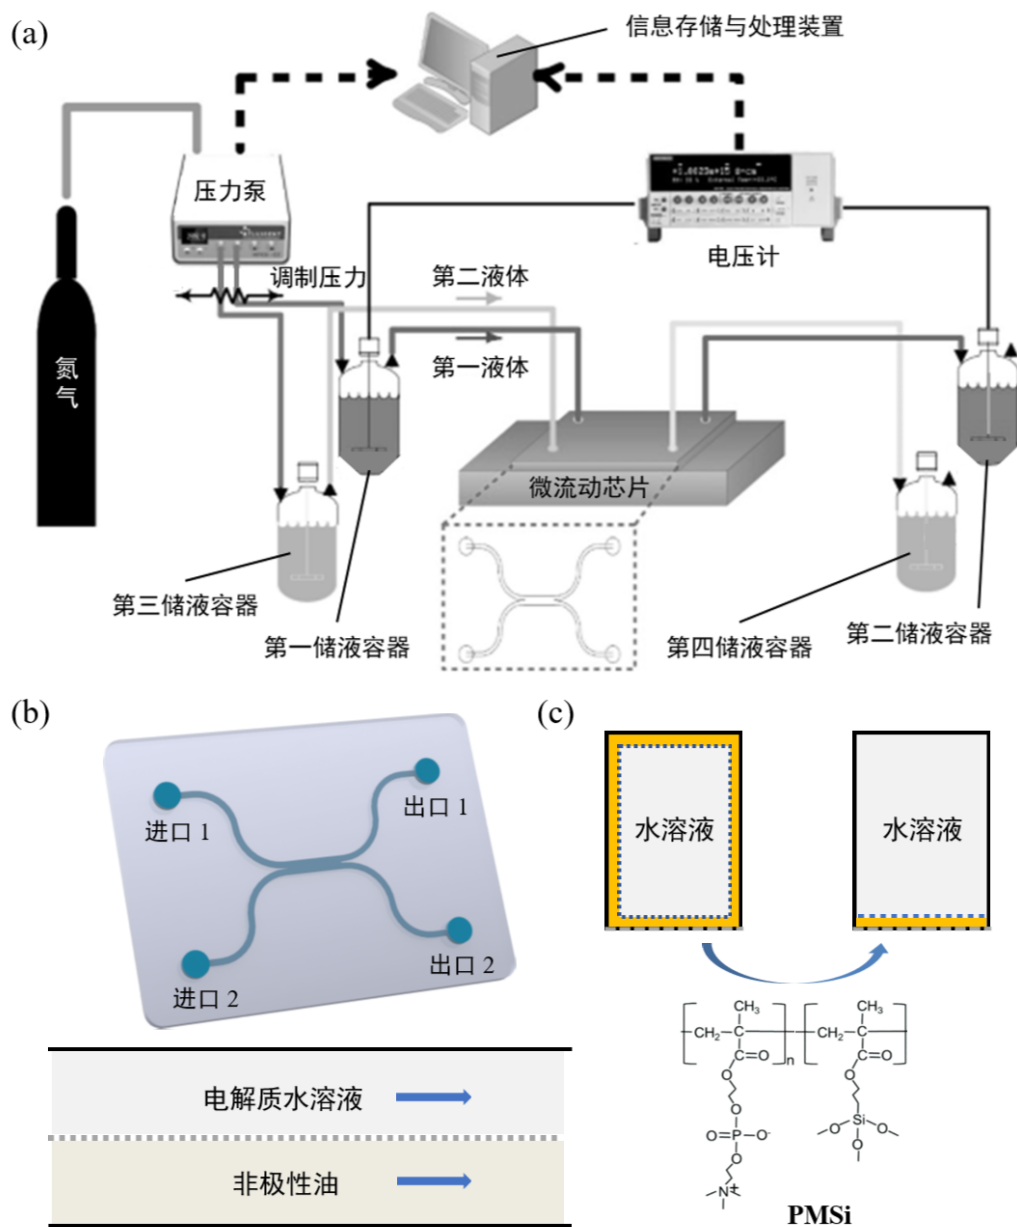 (a)
信息存储与处理装置
压力泵
电压计
调制压力
第二液体
第一液体
氮气
微流动芯片
第三储液容器
第一储液容器
第四储液容器
第二储液容器
(b)
进口 1
出口 1
进口 2
出口 2
电解质水溶液
非极性油
(c)
水溶液
水溶液
CH₃
CH₃
CH₂
C
CH₂
C
n
C=O
C=O
O
O
O
Si
O=P—O⁻
O
O
O
O
N⁺
PMSi